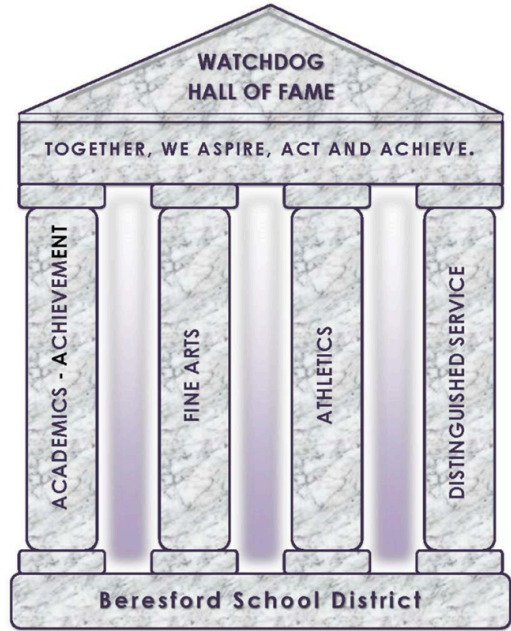 WATCHDOG
HALL OF FAME
TOGETHER, WE ASPIRE, ACT AND ACHIEVE.
ACADEMICS - ACHIEVEMENT
FINE ARTS
ATHLETICS
DISTINGUISHED SERVICE
Beresford School District